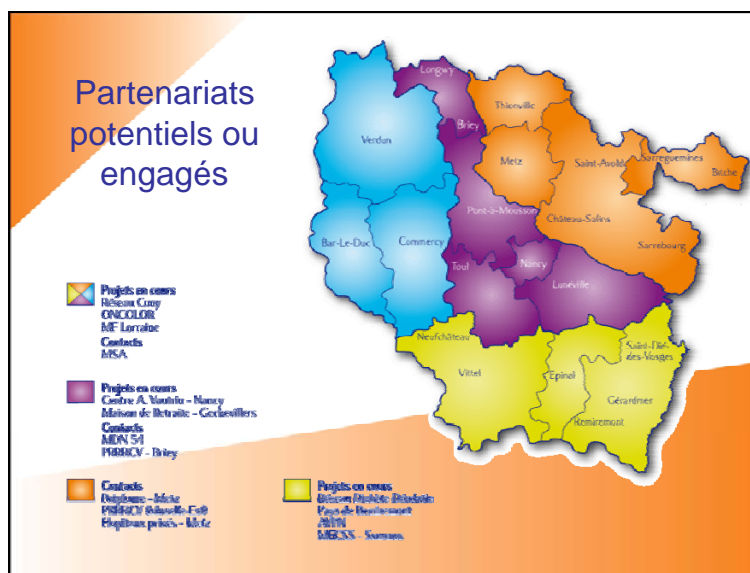 Partenariats
potentiels ou
engagés
Longwy
Thionville
Briey
Verdun
Metz
Saint-Avold
Sarreguemines
Bitche
Pont-à-Mousson
Château-Salins
Bar-Le-Duc
Commercy
Sarrebourg
Toul
Nancy
Lunéville
Neufchâteau
Saint-Dié-
des-Vosges
Vittel
Epinal
Gérardmer
Remiremont
Projets en cours
Réseau
ONCOLOR
MF Lorraine
Contacts
MSA
Projets en cours
Centre A. Vautrin - Nancy
Maison de Retraite -
Contacts
MDN 54
- Briey
Contacts
- Metz
Hôpitaux privés - Metz
Projets en cours
Réseau
Pays de